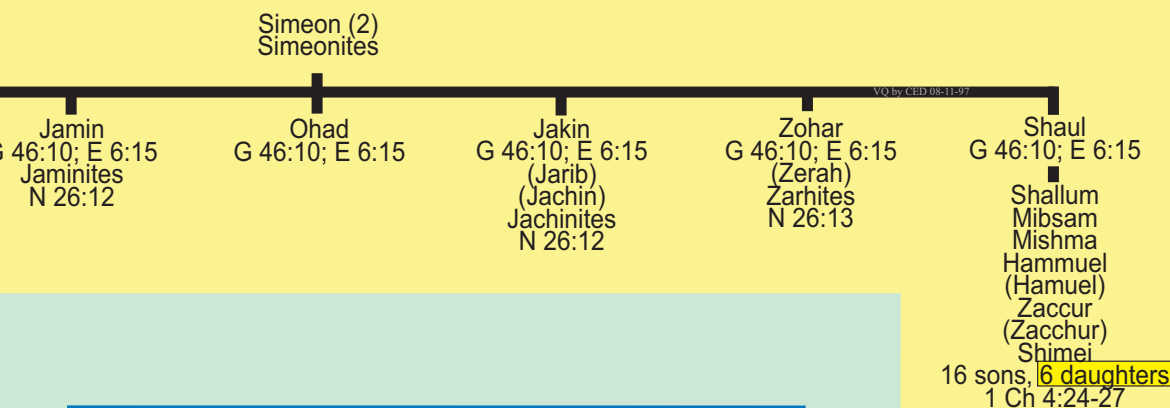 Simeon (2)
Simeonites
VQ by CED 08-11-97
Jamin
46:10; E 6:15
Jaminites
N 26:12
Ohad
G 46:10; E 6:15
Jakin
G 46:10; E 6:15
(Jarib)
(Jachin)
Jachinites
N 26:12
Zohar
G 46:10; E 6:15
(Zerah)
Zarhites
N 26:13
Shaul
G 46:10; E 6:15
Shallum
Mibsam
Mishma
Hammuel
(Hamuel)
Zaccur
(Zacchur)
Shimei
16 sons, 6 daughters
1 Ch 4:24-27